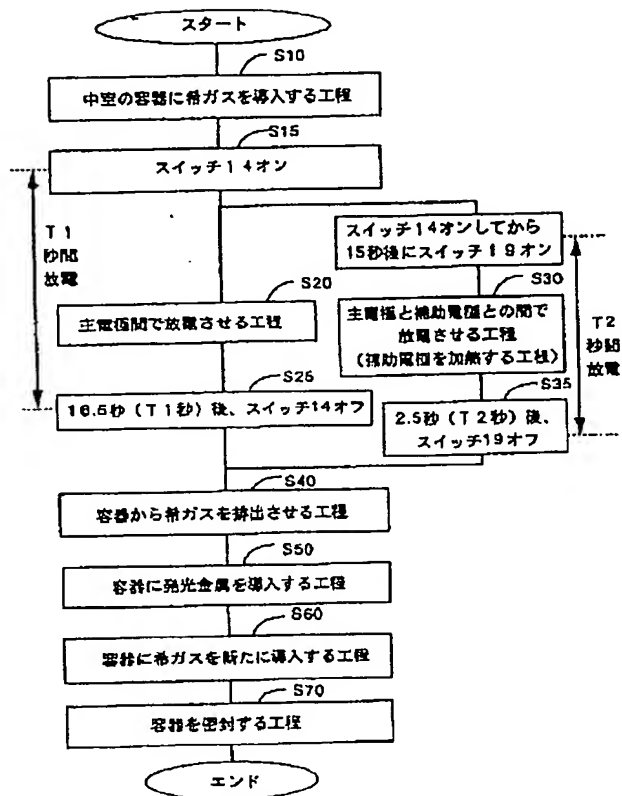 スタート
S10
中空の容器に希ガスを導入する工程
S15
スイッチ14オン
T1
秒間
放電
スイッチ14オンしてから
15秒後にスイッチ19オン
S20
主電極間で放電させる工程
S30
主電極と補助電極との間で
放電させる工程
(補助電極を加熱する工程)
T2
秒間
放電
S25
16.5秒(T1秒)後、スイッチ14オフ
S35
2.5秒(T2秒)後、
スイッチ19オフ
S40
容器から希ガスを排出させる工程
S50
容器に発光金属を導入する工程
S60
容器に希ガスを新たに導入する工程
S70
容器を密封する工程
エンド